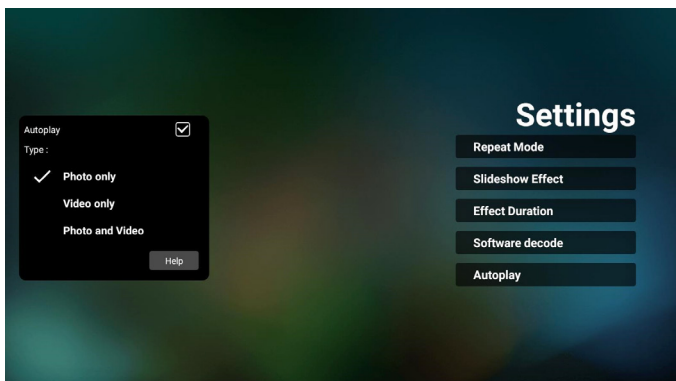 Autoplay
Type :
Photo only
Video only
Photo and Video
Help
Settings
Repeat Mode
Slideshow Effect
Effect Duration
Software decode
Autoplay